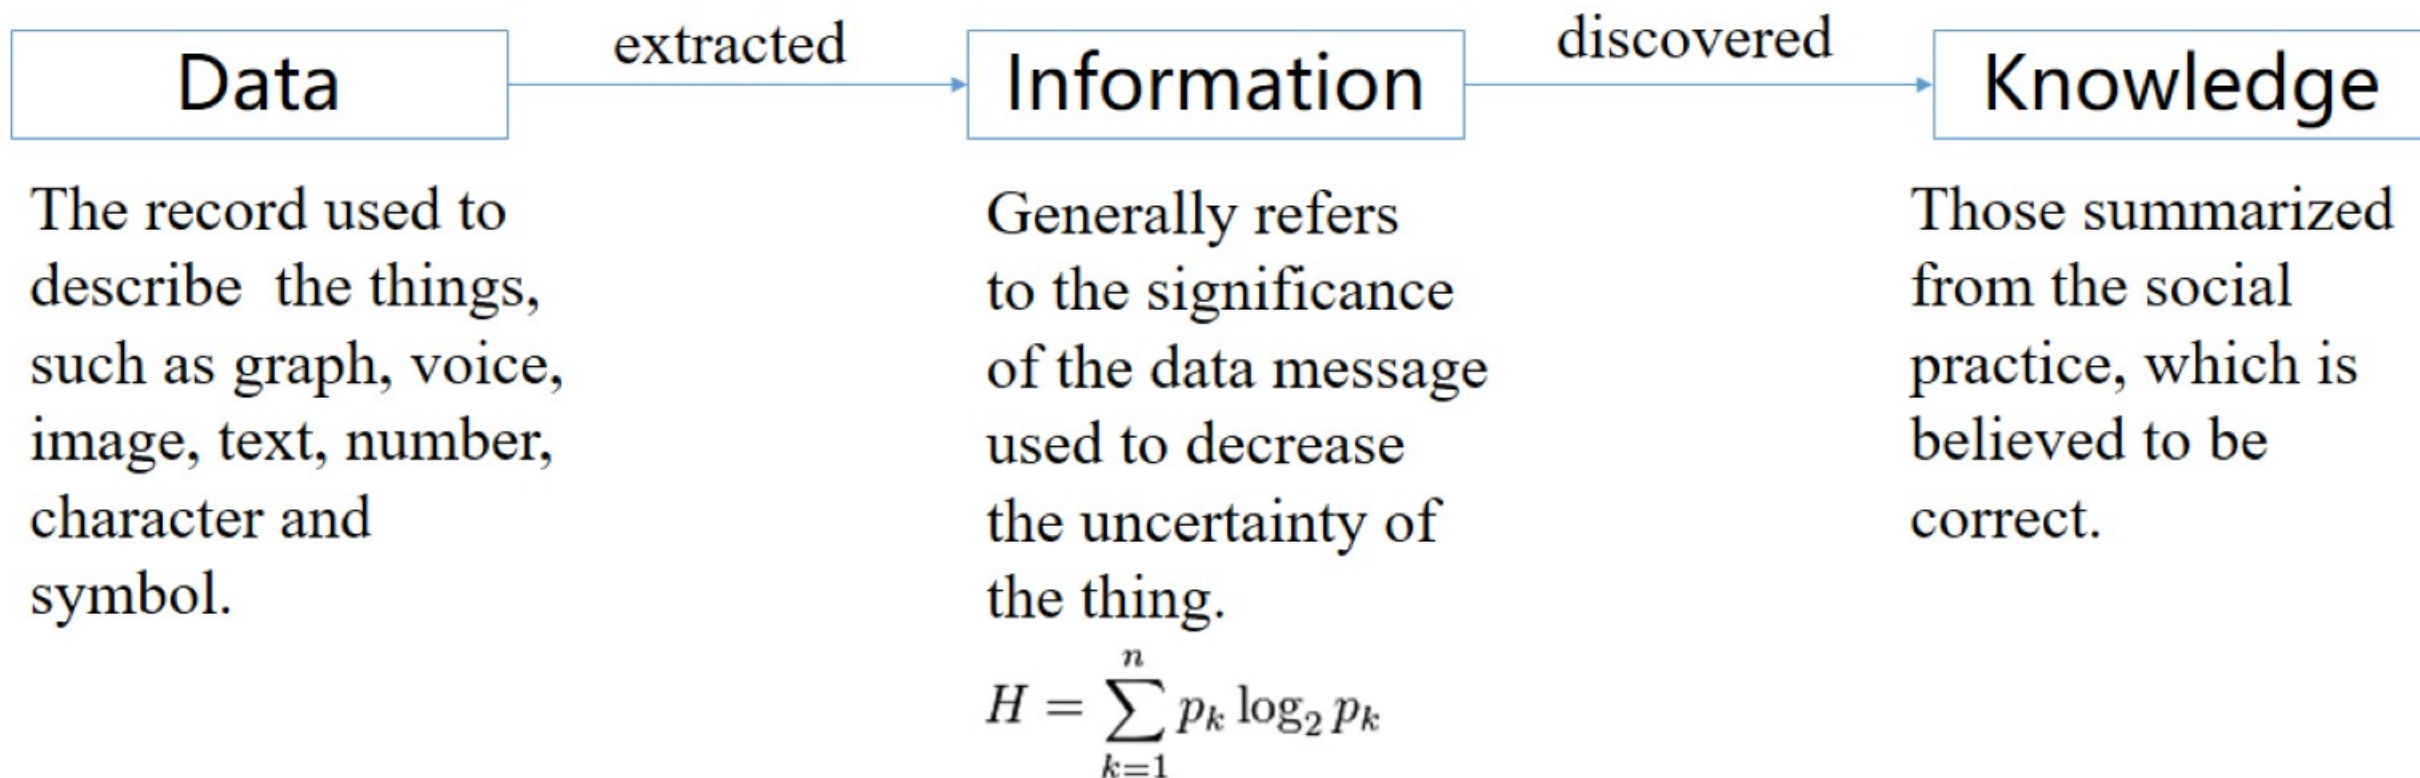 Data
extracted
Information
discovered
Knowledge
The record used to
describe the things,
such as graph, voice,
image, text, number,
character and
symbol.
Generally refers
to the significance
of the data message
used to decrease
the uncertainty of
the thing.
H = \sum_{k=1}^{n} p_k \log_2 p_k
Those summarized
from the social
practice, which is
believed to be
correct.